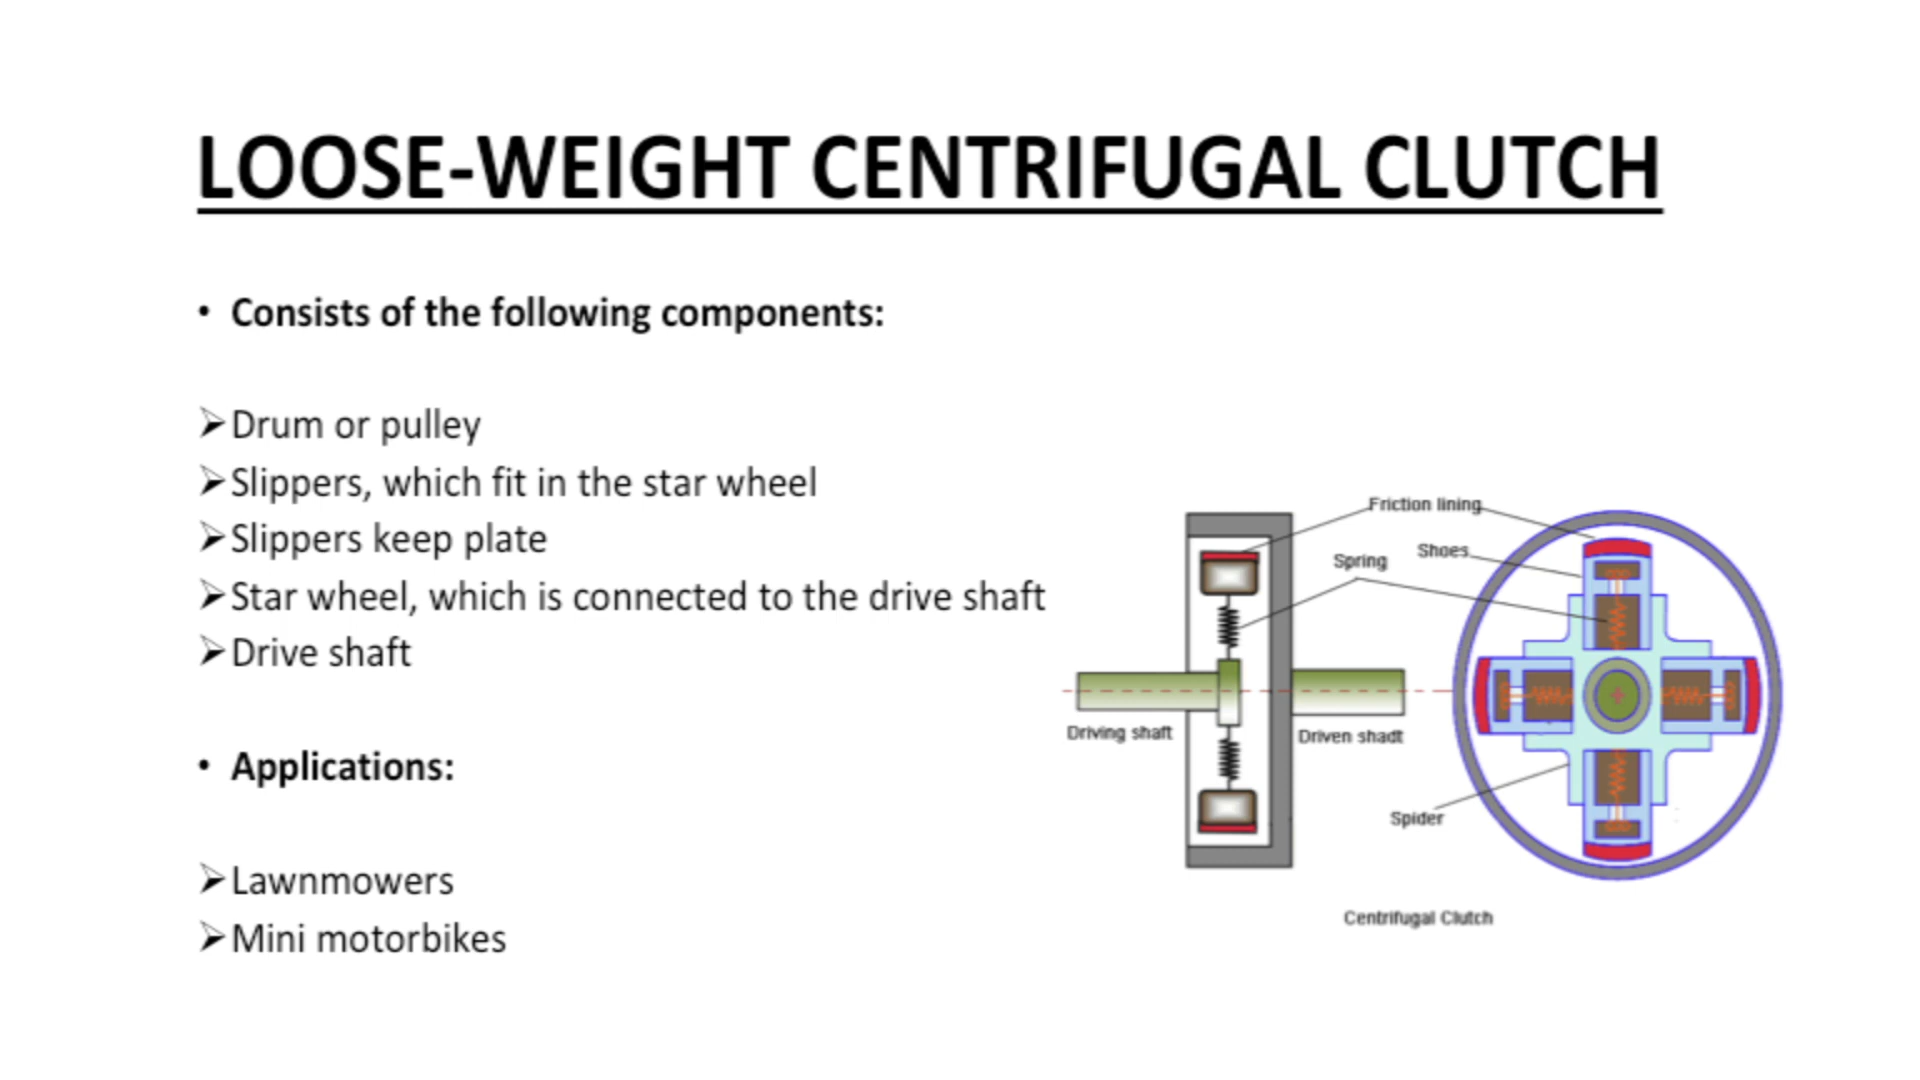 LOOSE-WEIGHT CENTRIFUGAL CLUTCH
• Consists of the following components:
➢Drum or pulley
➢Slippers, which fit in the star wheel
➢Slippers keep plate
➢Star wheel, which is connected to the drive shaft
➢Drive shaft
• Applications:
➢Lawnmowers
➢Mini motorbikes
Friction lining
Shoes
Spring
Driving shaft
Driven shadt
Spider
Centrifugal Clutch